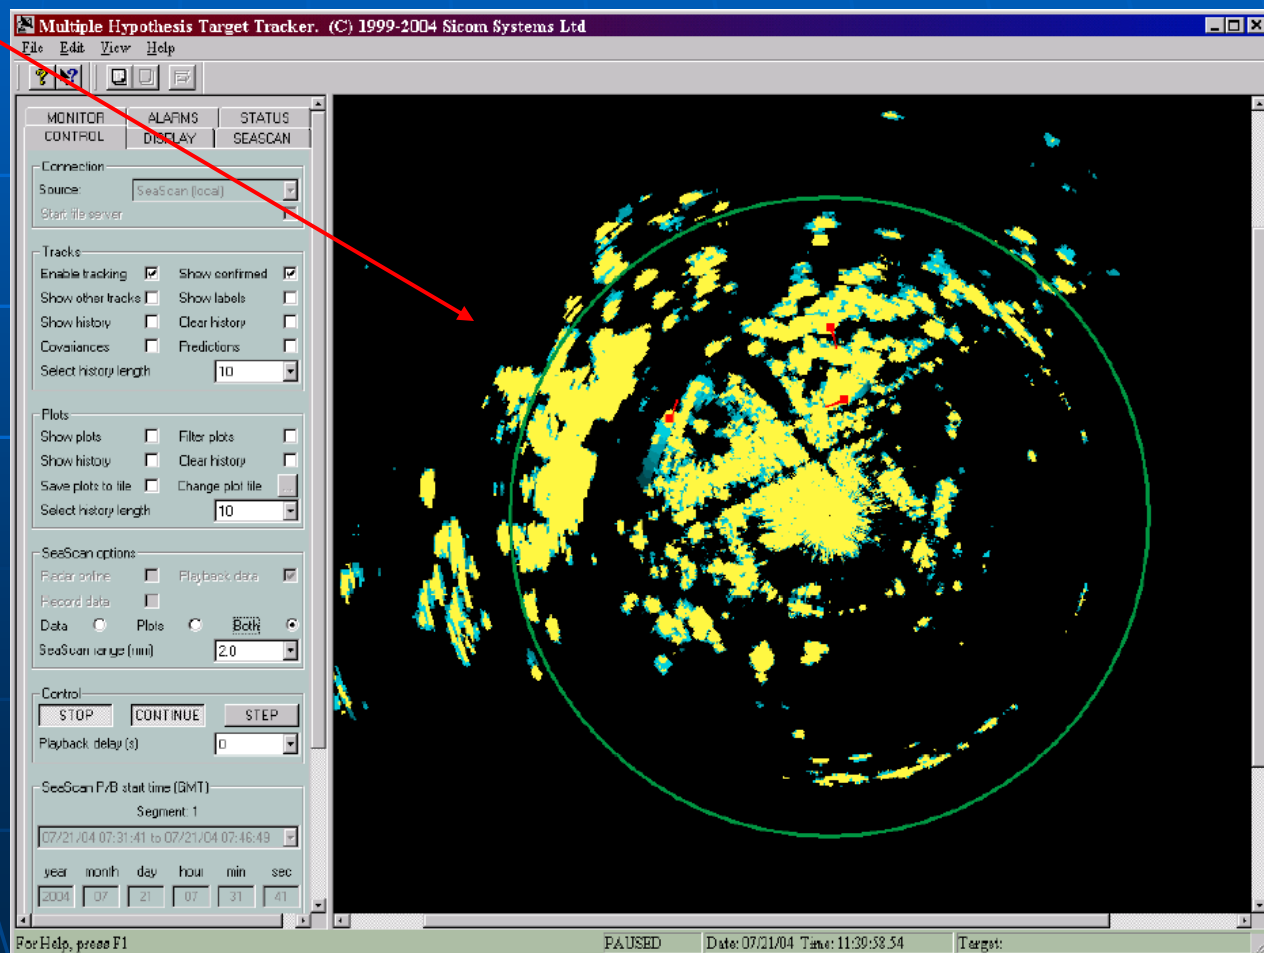 Multiple Hypothesis Target Tracker. (C) 1999-2004 Sicom Systems Ltd
File Edit View Help
MONITOR ALARMS STATUS
CONTROL DISPLAY SEASCAN
Connection
Source: SeaScan (local)
Start file server
Tracks
Enable tracking Show confirmed
Show other tracks Show labels
Show history Clear history
Covariances Predictions
Select history length 10
Plots
Show plots Filter plots
Show history Clear history
Save plots to file Change plot file ...
Select history length 10
SeaScan options
Radar online Playback data
Record data
Data Plots Both
SeaScan range (nmi) 2.0
Control
STOP CONTINUE STEP
Playback delay (s) 0
SeaScan P/B start time (GMT)
Segment: 1
07/21/04 07:31:41 to 07/21/04 07:46:49
year month day hour min sec
2004 07 21 07 31 41
For Help, press F1 PAUSED Date: 07/21/04 Time: 11:39:58.54 Target: